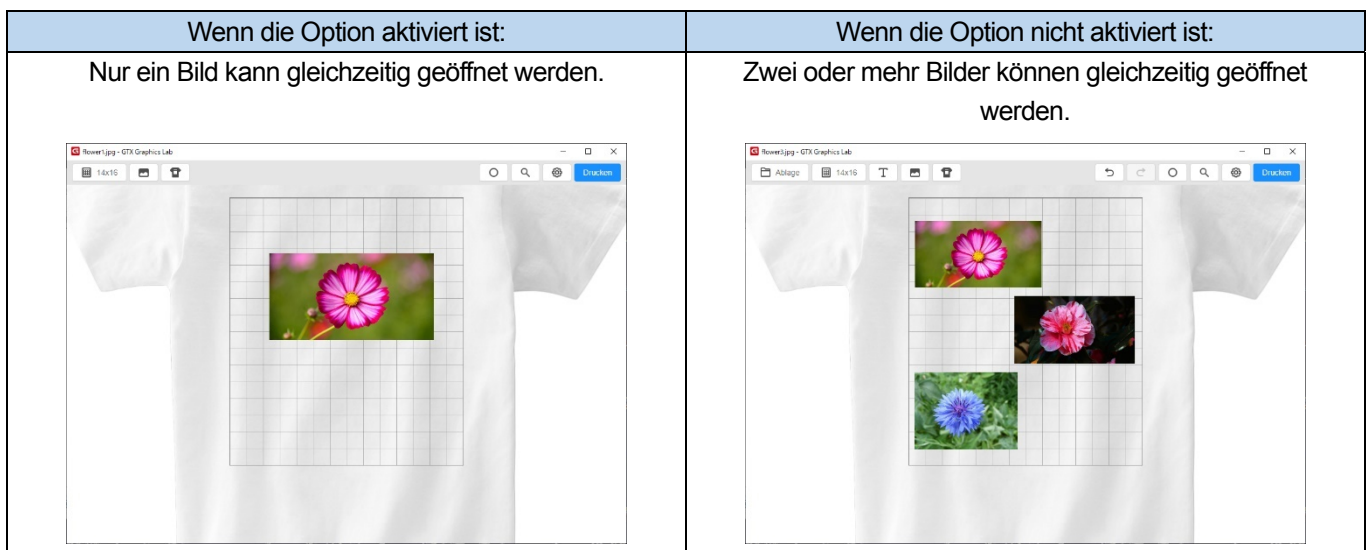 Wenn die Option aktiviert ist:
Wenn die Option nicht aktiviert ist:
Nur ein Bild kann gleichzeitig geöffnet werden.
Zwei oder mehr Bilder können gleichzeitig geöffnet
werden.
flower1.jpg - GTX Graphics Lab
14x16
Drucken
flower3.jpg - GTX Graphics Lab
Ablage
14x16
T
Drucken